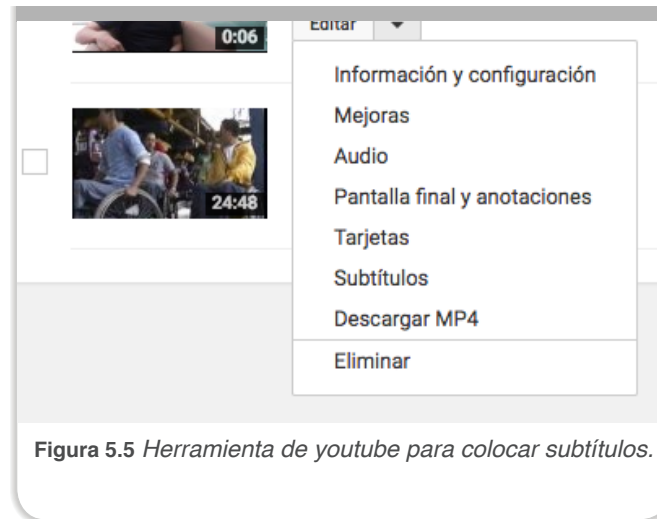 0:06
Editar
Información y configuración
Mejoras
Audio
Pantalla final y anotaciones
Tarjetas
Subtítulos
Descargar MP4
Eliminar
24:48
Figura 5.5 Herramienta de youtube para colocar subtítulos.